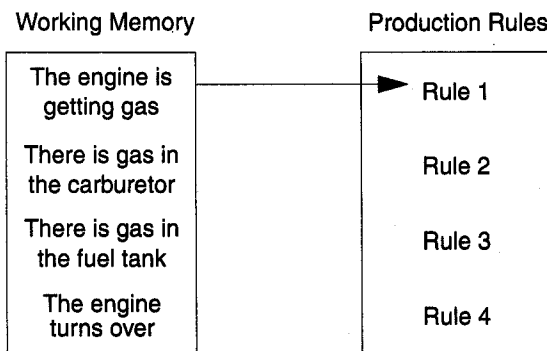 Working Memory
Production Rules
The engine is
getting gas
Rule 1
There is gas in
the carburetor
Rule 2
There is gas in
the fuel tank
Rule 3
The engine
turns over
Rule 4